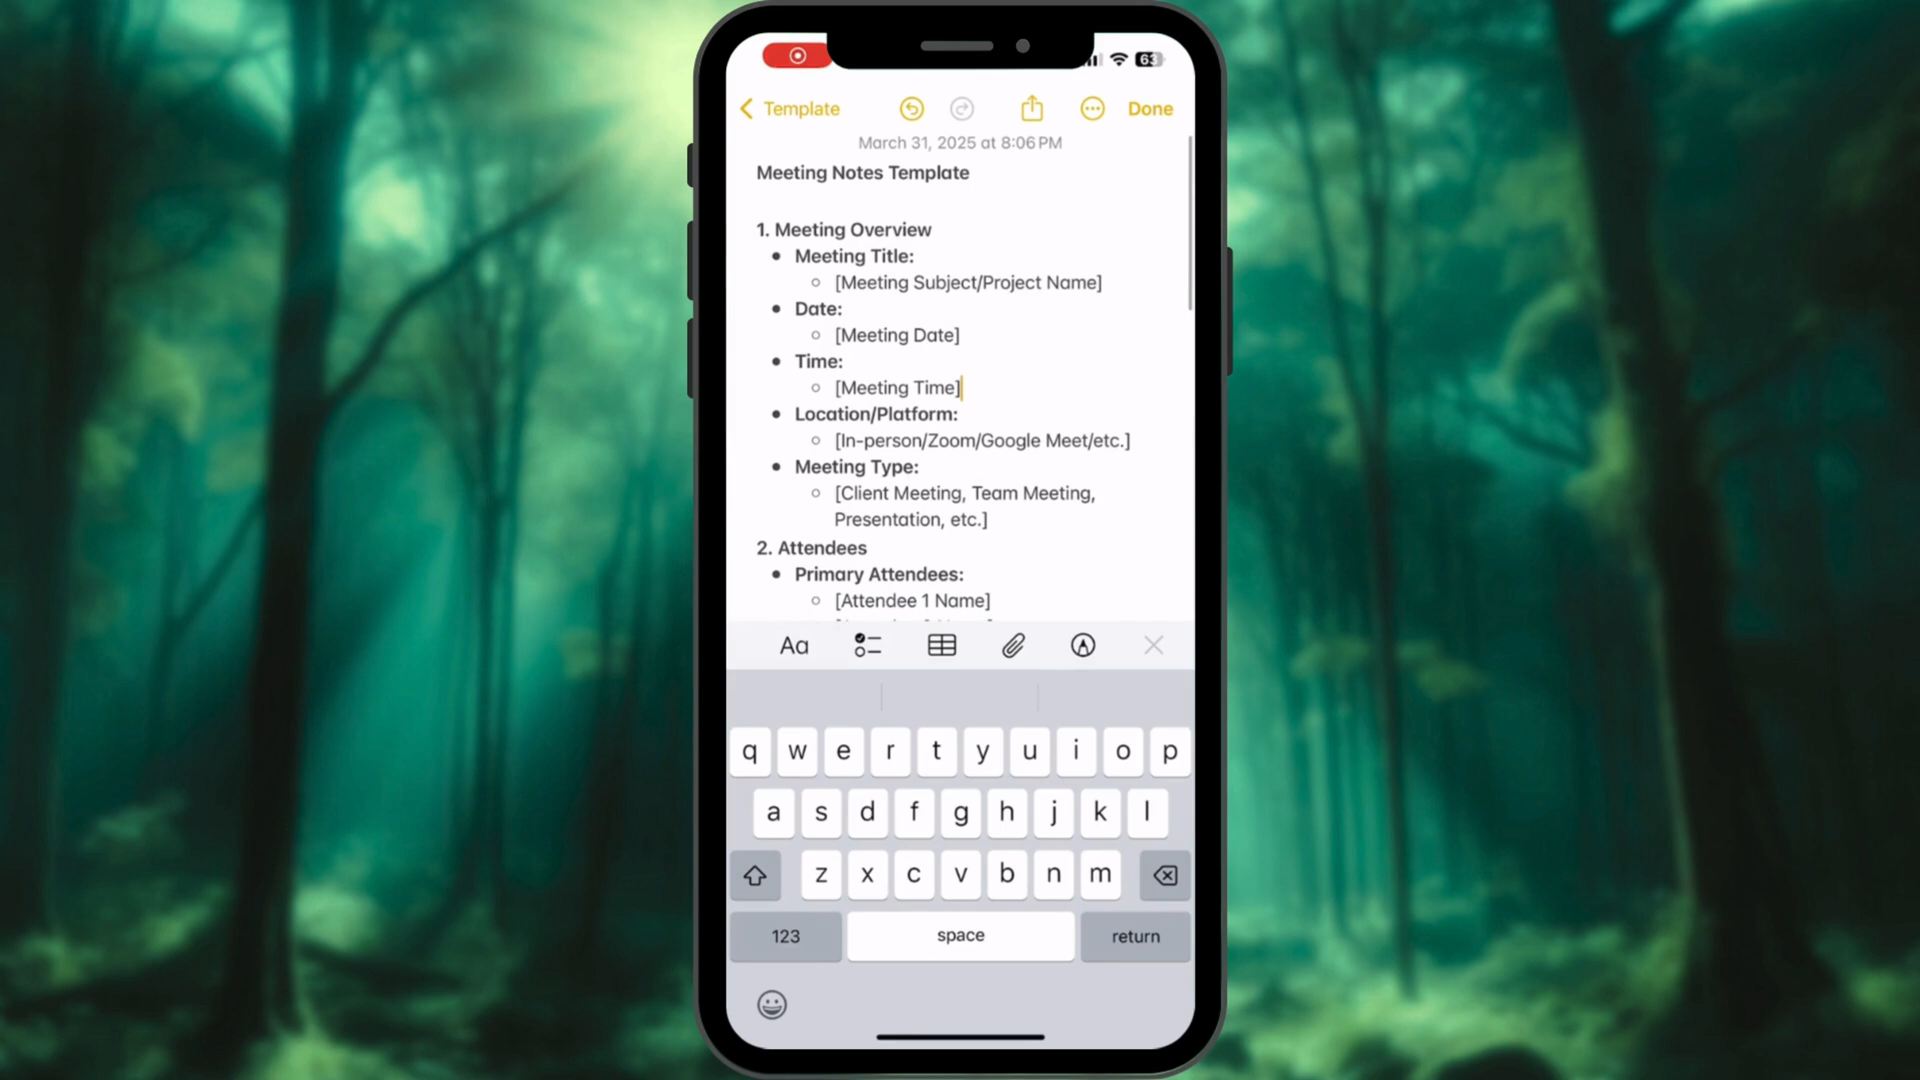 63
Template
Done
March 31, 2025 at 8:06 PM
Meeting Notes Template
1. Meeting Overview
• Meeting Title:
○ [Meeting Subject/Project Name]
• Date:
○ [Meeting Date]
• Time:
○ [Meeting Time]
• Location/Platform:
○ [In-person/Zoom/Google Meet/etc.]
• Meeting Type:
○ [Client Meeting, Team Meeting,
Presentation, etc.]
2. Attendees
• Primary Attendees:
○ [Attendee 1 Name]
Aa
q w e r t y u i o p
a s d f g h j k l
z x c v b n m
123 space return